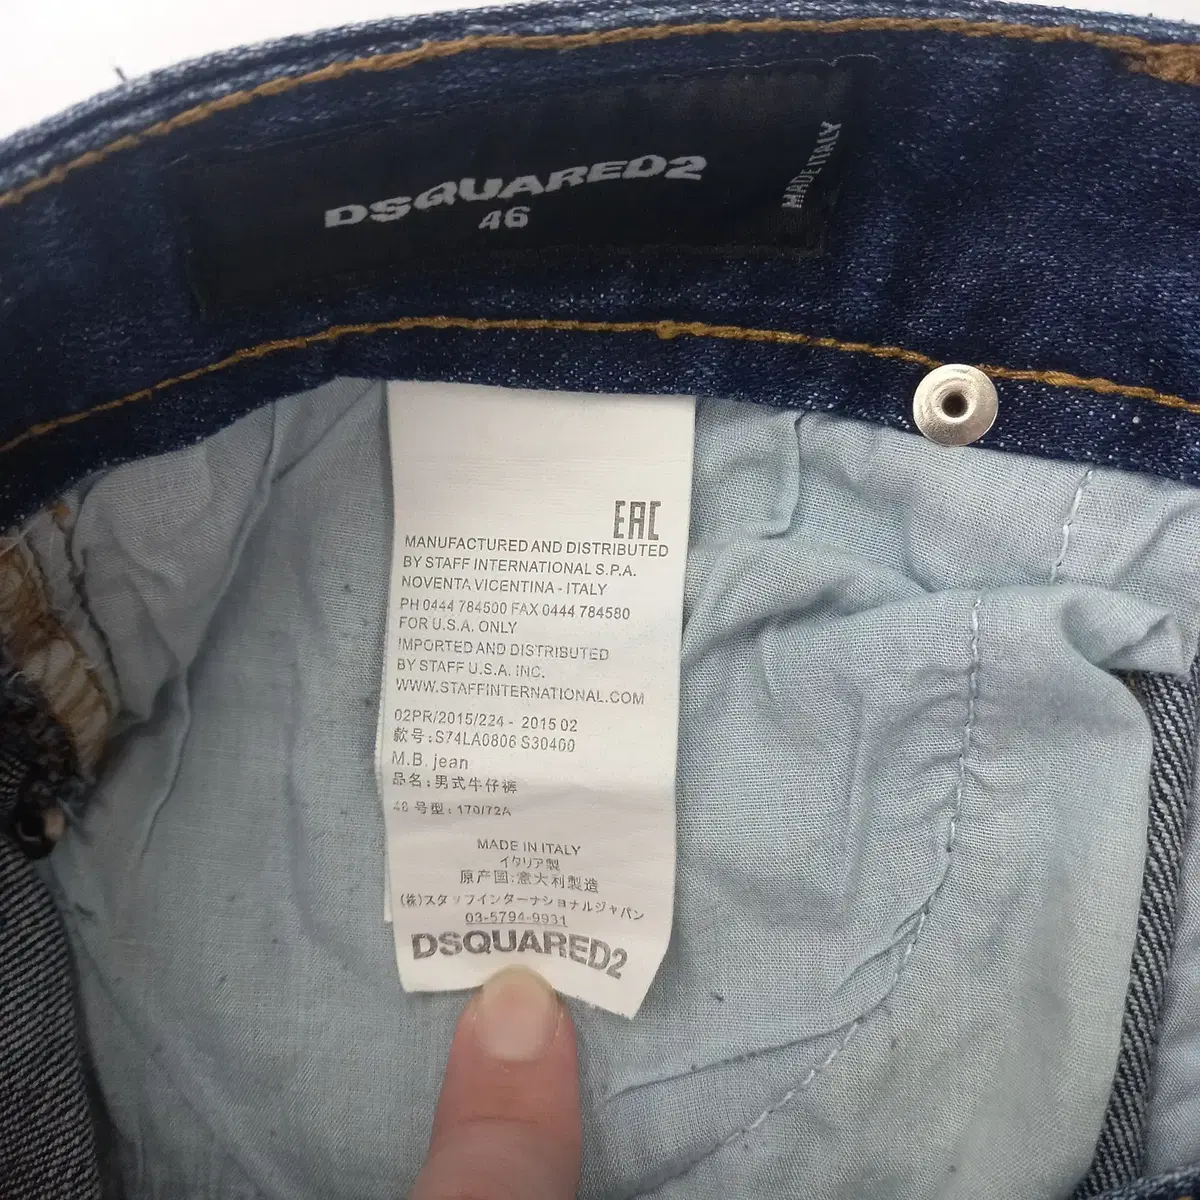 DSQUARED2
46
MADE ITALY
EAC
MANUFACTURED AND DISTRIBUTED
BY STAFF INTERNATIONAL S.P.A.
NOVENTA VICENTINA - ITALY
PH 0444 784500 FAX 0444 784580
FOR U.S.A. ONLY
IMPORTED AND DISTRIBUTED
BY STAFF U.S.A. INC.
WWW.STAFFINTERNATIONAL.COM
02PR/2015/224 - 2015 02
款号:S74LA0806 S30400
M.B. jean
品名:男式牛仔裤
号型: 170/72A
MADE IN ITALY
イタリア製
原产国:意大利製造
(株)スタッフインターナショナルジャパン
03-5794-9931
DSQUARED2